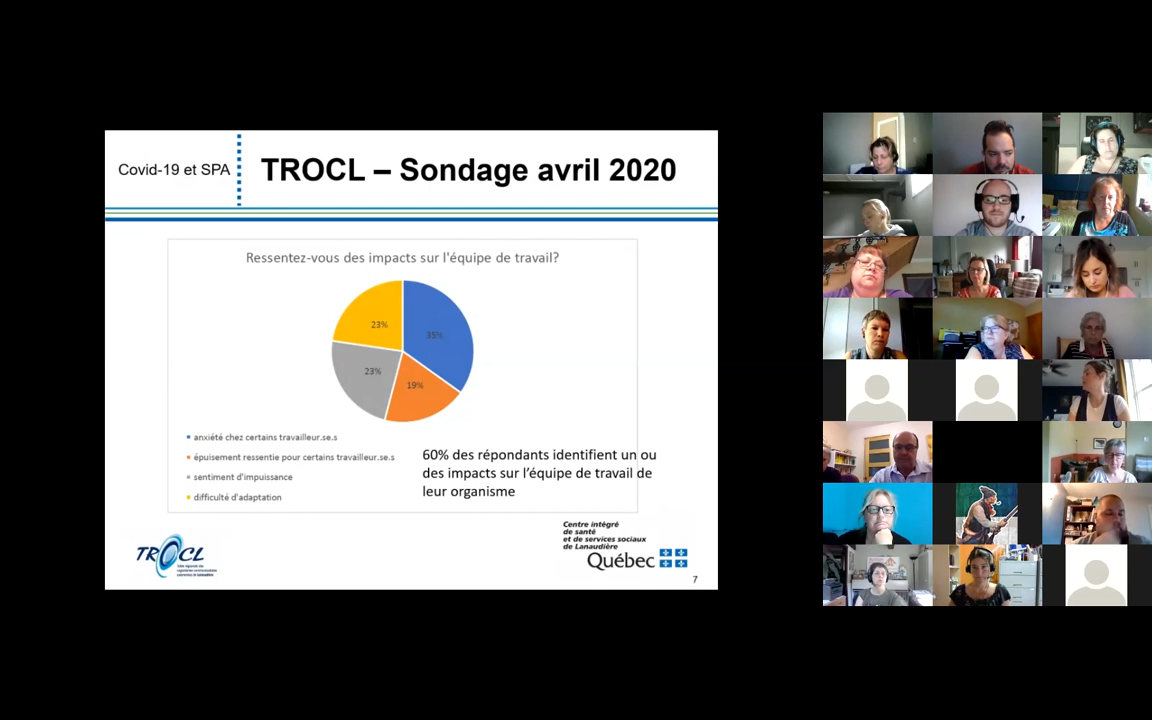 Covid-19 et SPA
TROCL – Sondage avril 2020
Ressentez-vous des impacts sur l'équipe de travail?
23%
35%
23%
19%
anxiété chez certains travailleur.se.s
épuisement ressentie pour certains travailleur.se.s
sentiment d'impuissance
difficulté d'adaptation
60% des répondants identifient un ou
des impacts sur l'équipe de travail de
leur organisme
TROCL
Centre intégré
de santé
et de services sociaux
de Lanaudière
Québec
7